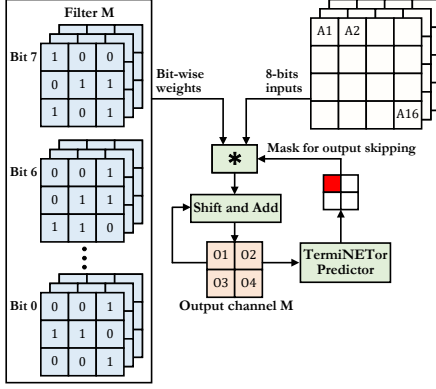 Filter M
Bit 7
1 0 0
0 1 1
1 0 1
Bit 6
0 0 1
0 1 1
1 1 0
Bit 0
0 0 1
1 1 0
0 0 1
Bit-wise
weights
8-bits
inputs
A1 A2
A16
*
Mask for output skipping
Shift and Add
O1 O2
O3 O4
Output channel M
TermiNETor
Predictor